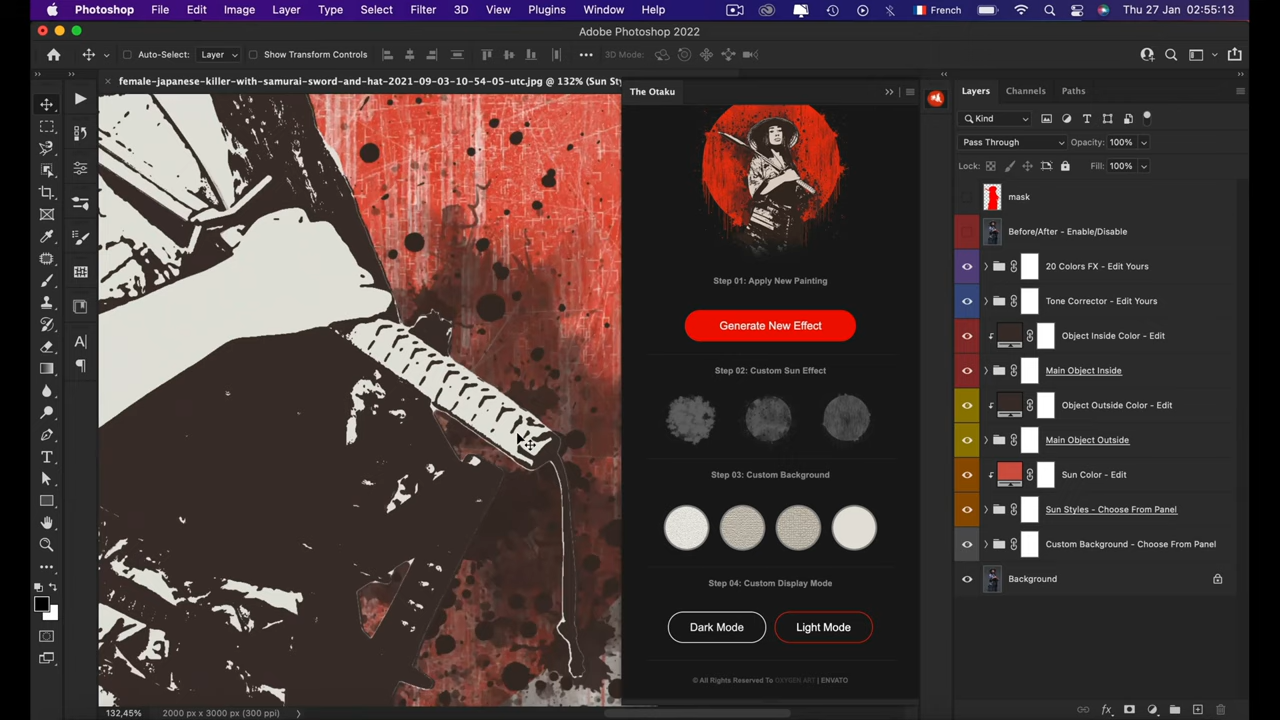 Photoshop File Edit Image Layer Type Select Filter 3D View Plugins Window Help French Thu 27 Jan 02:55:13
Adobe Photoshop 2022
Auto-Select: Layer Show Transform Controls 3D Mode:
female-japanese-killer-with-samurai-sword-and-hat-2021-09-03-10-54-05-utc.jpg @ 132% (Sun Sty
The Otaku
Step 01: Apply New Painting
Generate New Effect
Step 02: Custom Sun Effect
Step 03: Custom Background
Step 04: Custom Display Mode
Dark Mode Light Mode
© All Rights Reserved To OXYGEN ART | ENVATO
Layers Channels Paths
Kind
Pass Through Opacity: 100%
Lock: Fill: 100%
mask
Before/After - Enable/Disable
20 Colors FX - Edit Yours
Tone Corrector - Edit Yours
Object Inside Color - Edit
Main Object Inside
Object Outside Color - Edit
Main Object Outside
Sun Color - Edit
Sun Styles - Choose From Panel
Custom Background - Choose From Panel
Background
132,45% 2000 px x 3000 px (300 ppi)